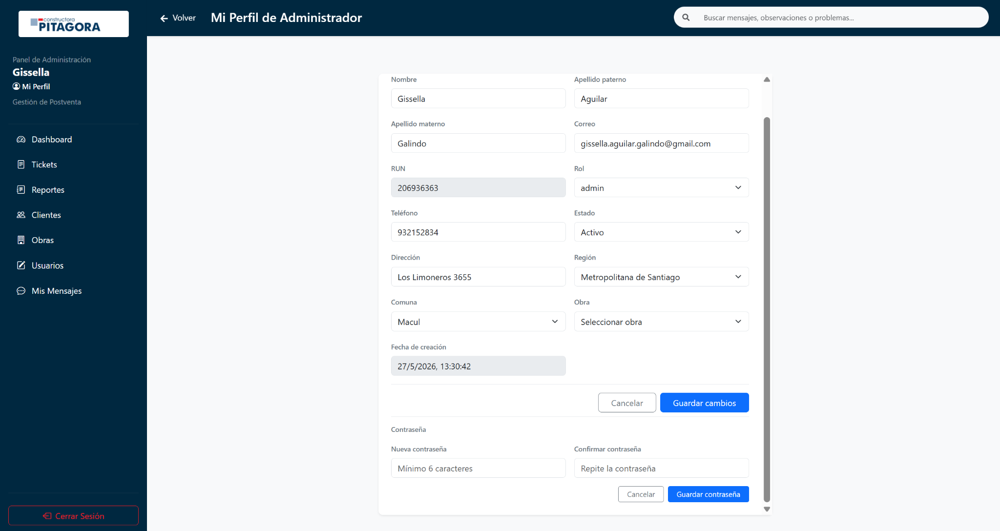 constructora
PITAGORA
Volver
Mi Perfil de Administrador
Buscar mensajes, observaciones o problemas...
Panel de Administración
Gissella
Mi Perfil
Gestión de Postventa
Dashboard
Tickets
Reportes
Clientes
Obras
Usuarios
Mis Mensajes
Cerrar Sesión
Nombre
Apellido paterno
Gissella
Aguilar
Apellido materno
Correo
Galindo
gissella.aguilar.galindo@gmail.com
RUN
Rol
206936363
admin
Teléfono
Estado
932152834
Activo
Dirección
Región
Los Limoneros 3655
Metropolitana de Santiago
Comuna
Obra
Macul
Seleccionar obra
Fecha de creación
27/5/2026, 13:30:42
Cancelar
Guardar cambios
Contraseña
Nueva contraseña
Confirmar contraseña
Mínimo 6 caracteres
Repite la contraseña
Cancelar
Guardar contraseña